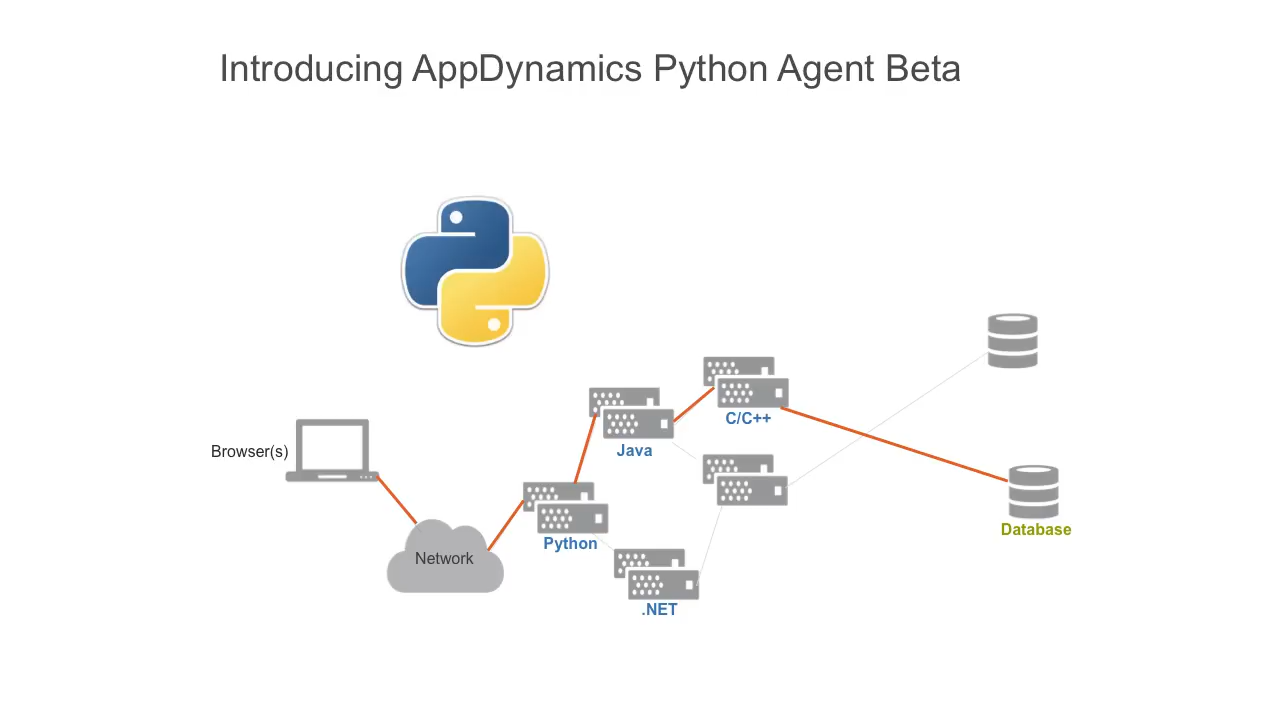 Introducing AppDynamics Python Agent Beta
C/C++
Java
Browser(s)
Database
Python
Network
.NET